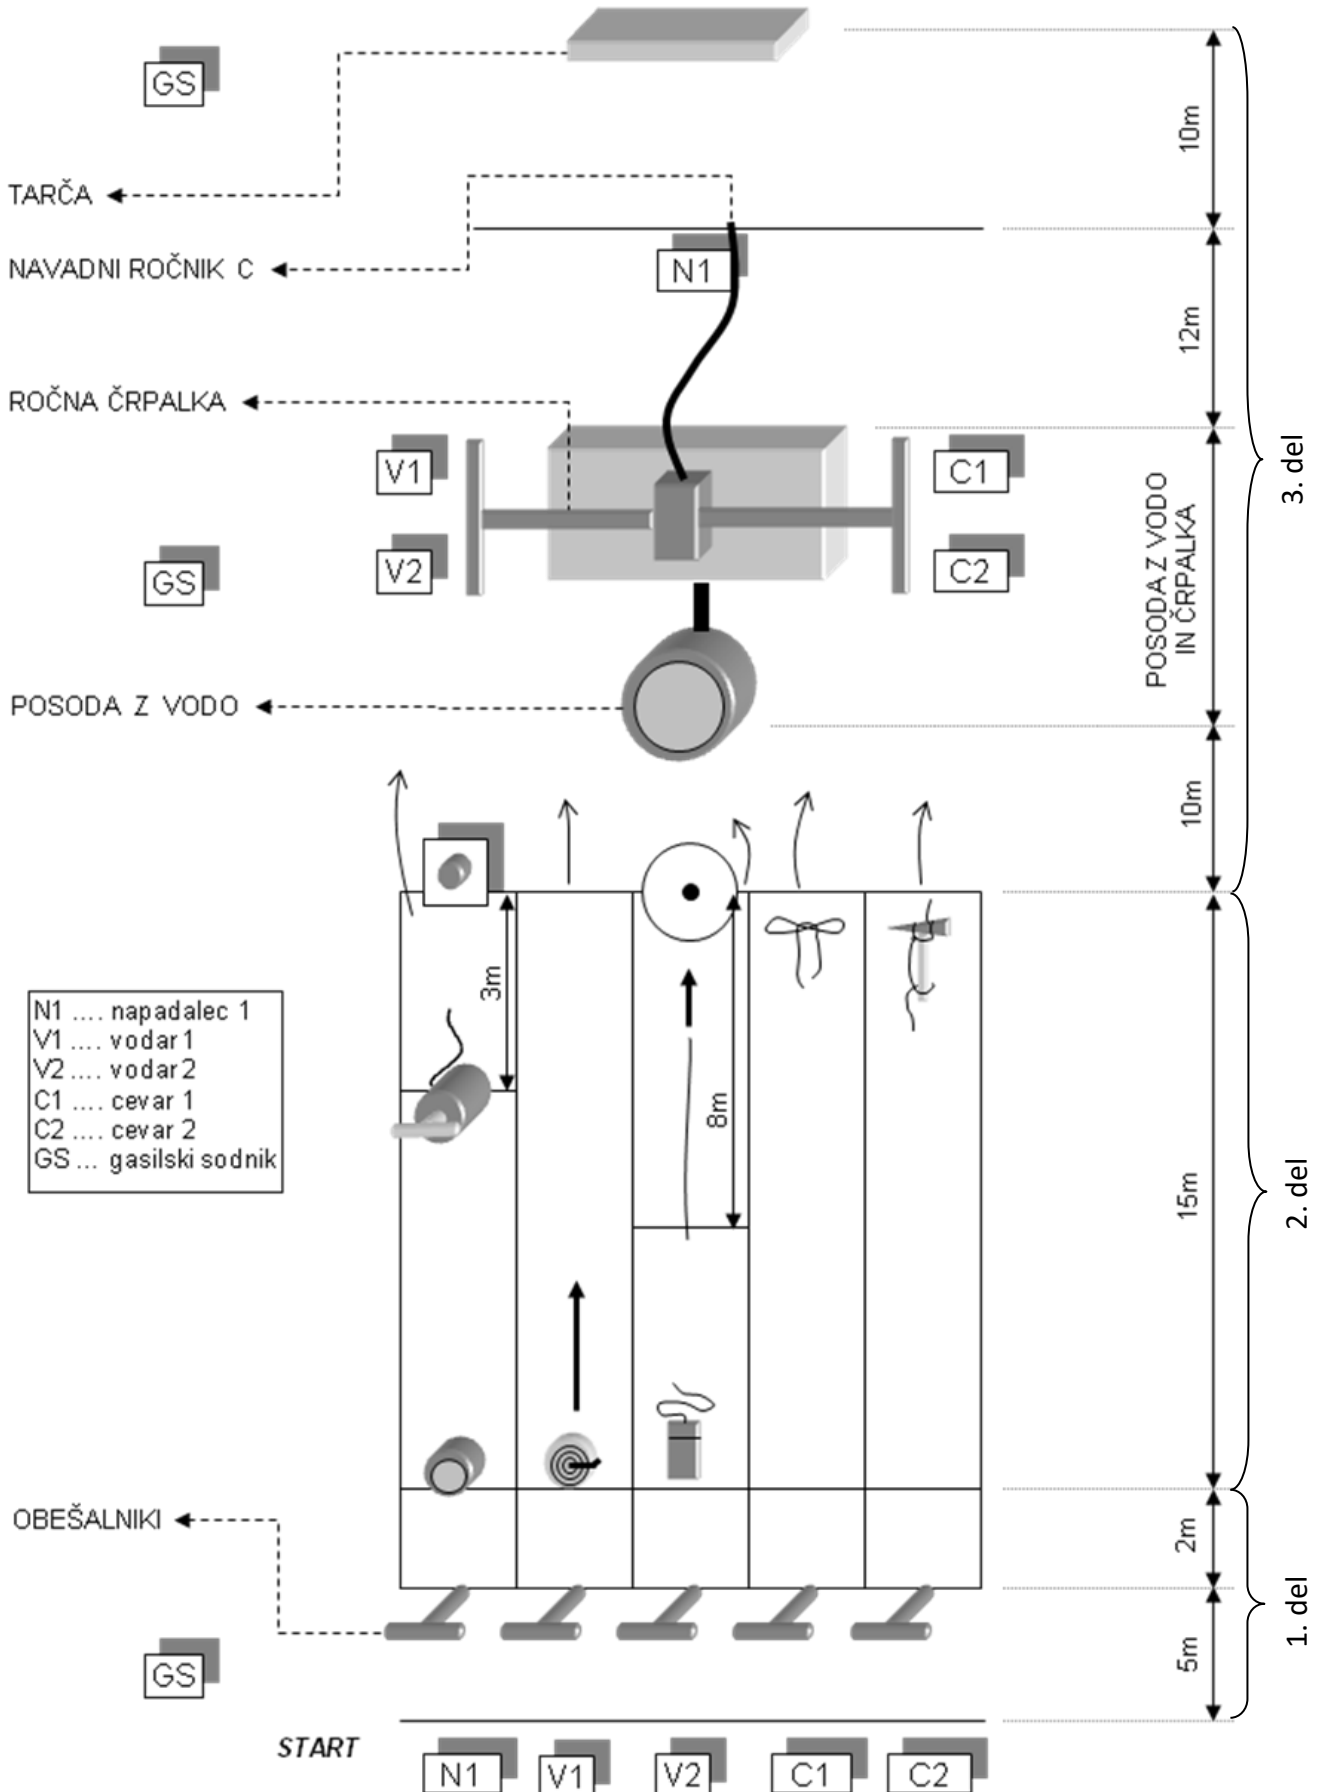 GS
10m
TARČA
NAVADNI ROČNIK C
N1
12m
ROČNA ČRPALKA
V1
C1
3. del
GS
V2
C2
POSODA Z VODO
IN ČRPALKA
POSODA Z VODO
10m
3m
N1 .... napadalec 1
V1 .... vodar 1
V2 .... vodar 2
C1 .... cevar 1
C2 .... cevar 2
GS ... gasilski sodnik
8m
15m
2. del
OBEŠALNIKI
2m
1. del
GS
5m
START
N1
V1
V2
C1
C2